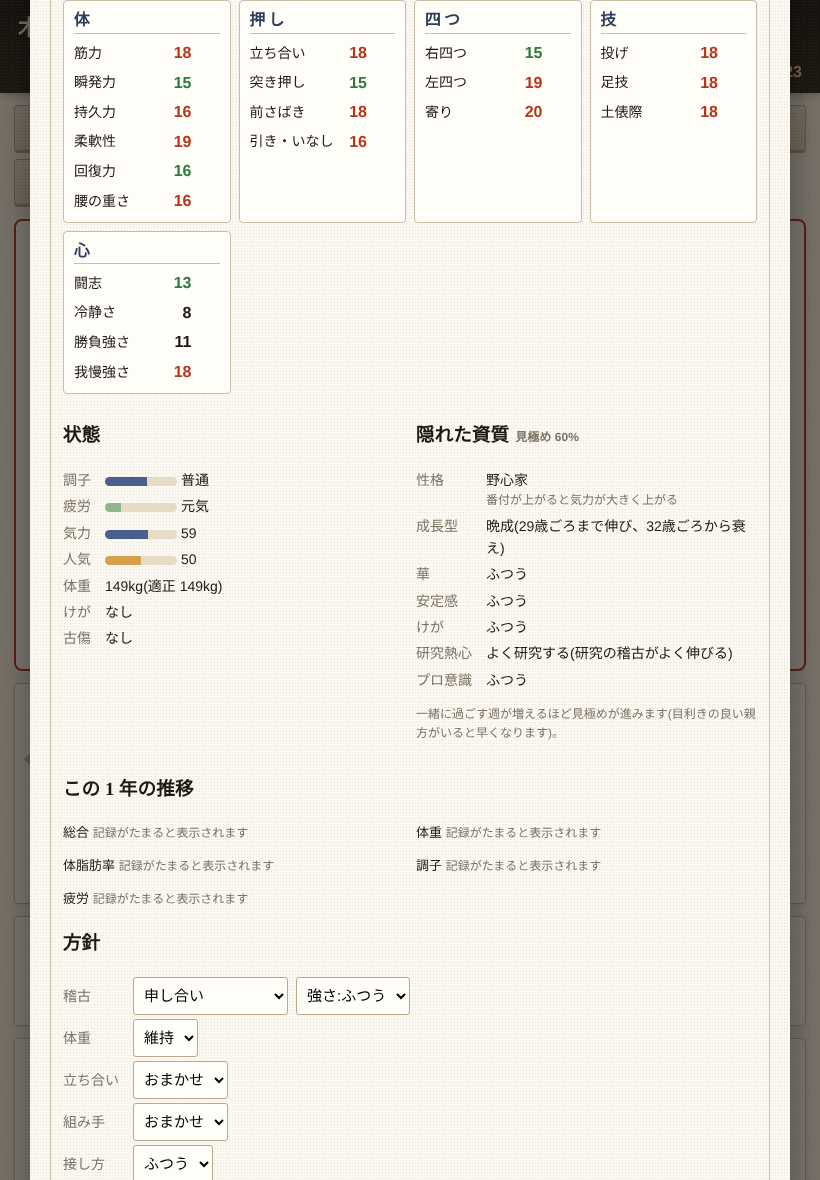 体
筋力 18
瞬発力 15
持久力 16
柔軟性 19
回復力 16
腰の重さ 16
押し
立ち合い 18
突き押し 15
前さばき 18
引き・いなし 16
四つ
右四つ 15
左四つ 19
寄り 20
技
投げ 18
足技 18
土俵際 18
心
闘志 13
冷静さ 8
勝負強さ 11
我慢強さ 18
状態
調子 普通
疲労 元気
気力 59
人気 50
体重 149kg(適正 149kg)
けが なし
古傷 なし
隠れた資質 見極め 60%
性格 野心家
番付が上がると気力が大きく上がる
成長型 晩成(29歳ごろまで伸び、32歳ごろから衰
え)
華 ふつう
安定感 ふつう
けが ふつう
研究熱心 よく研究する(研究の稽古がよく伸びる)
プロ意識 ふつう
一緒に過ごす週が増えるほど見極めが進みます(目利きの良い親
方がいると早くなります)。
この 1 年の推移
総合 記録がたまると表示されます
体重 記録がたまると表示されます
体脂肪率 記録がたまると表示されます
調子 記録がたまると表示されます
疲労 記録がたまると表示されます
方針
稽古 申し合い 強さ:ふつう
体重 維持
立ち合い おまかせ
組み手 おまかせ
接し方 ふつう